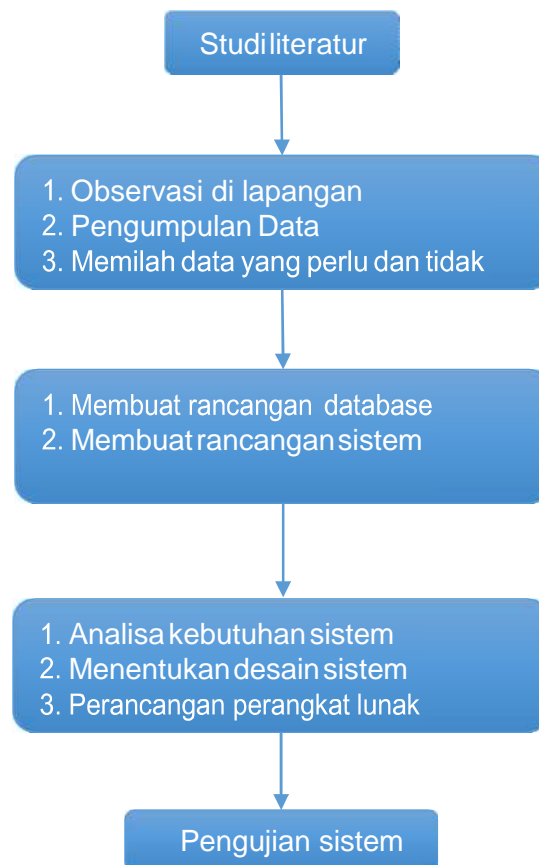 Studi literatur
1. Observasi di lapangan
2. Pengumpulan Data
3. Memilah data yang perlu dan tidak
1. Membuat rancangan database
2. Membuat rancangan sistem
1. Analisa kebutuhan sistem
2. Menentukan desain sistem
3. Perancangan perangkat lunak
Pengujian sistem